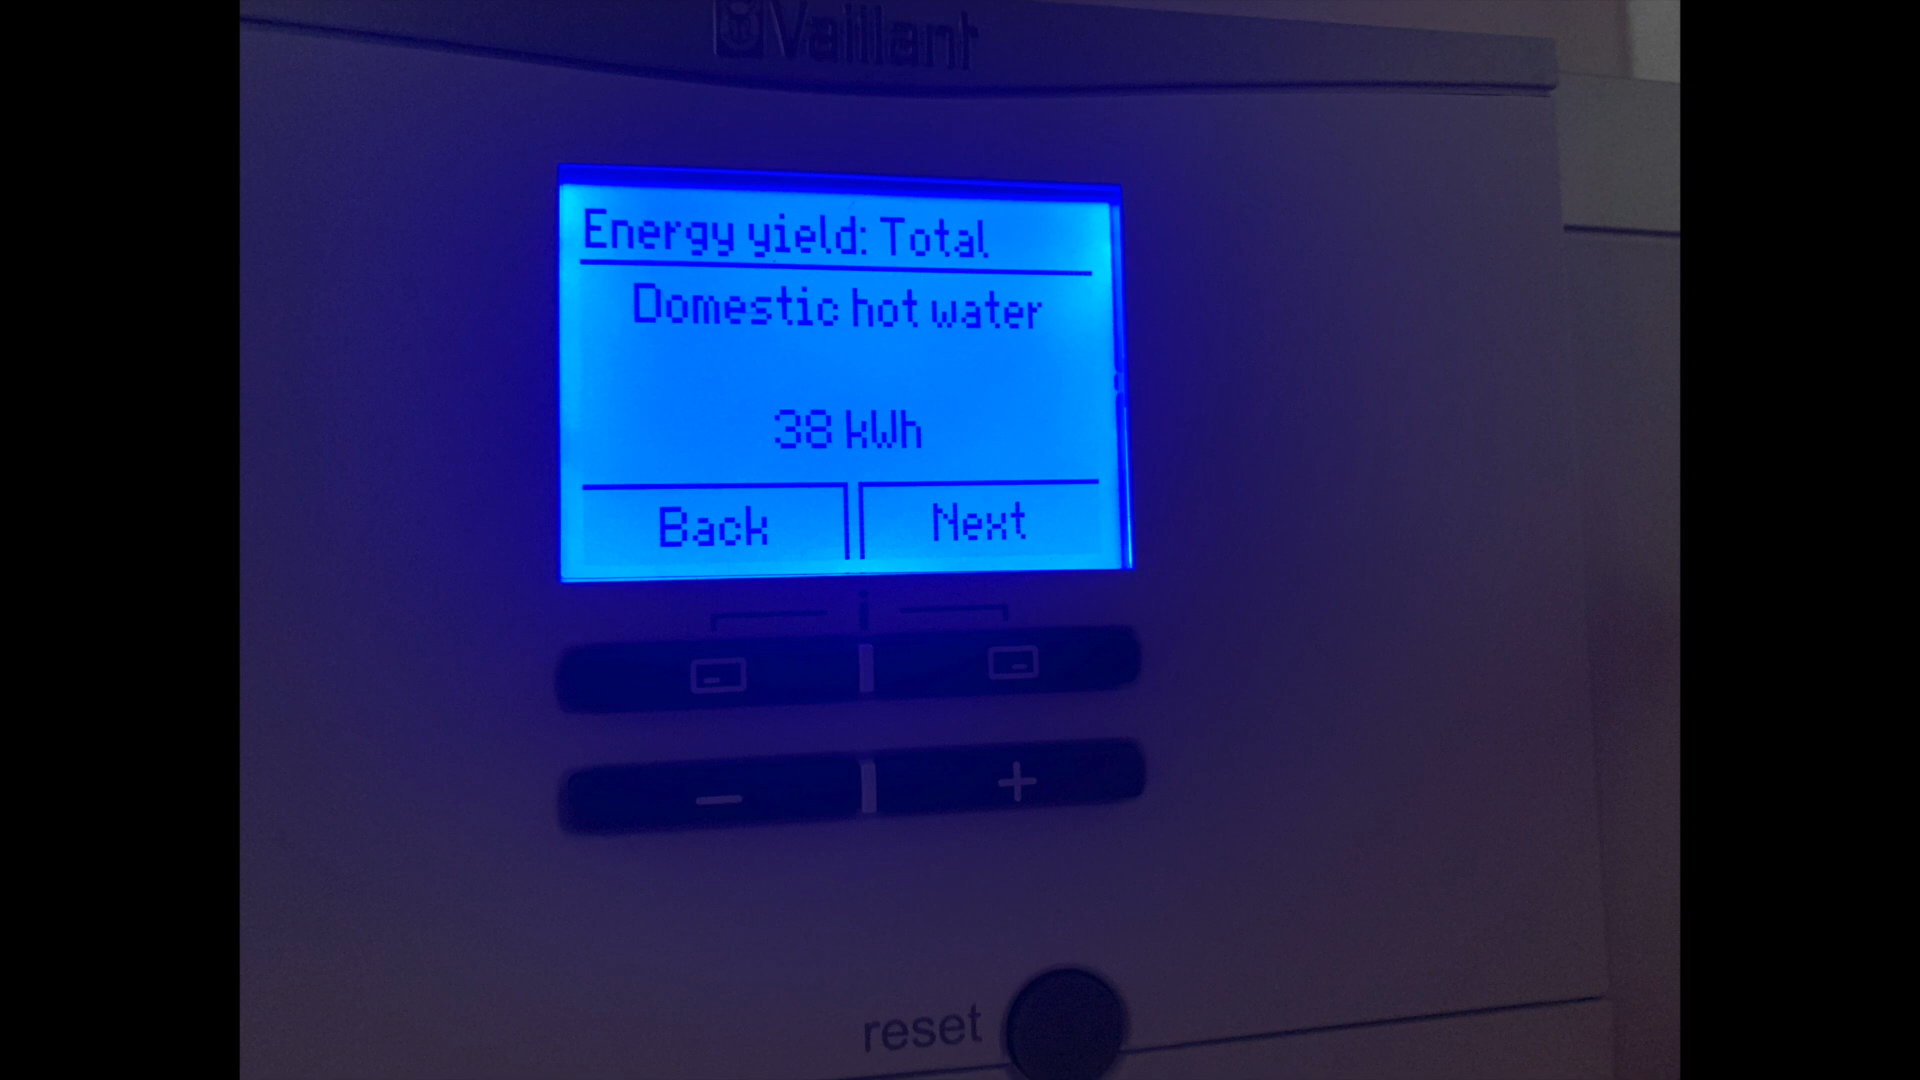 Vaillant
Energy yield: Total
Domestic hot water
38 kWh
Back Next
i
− +
reset